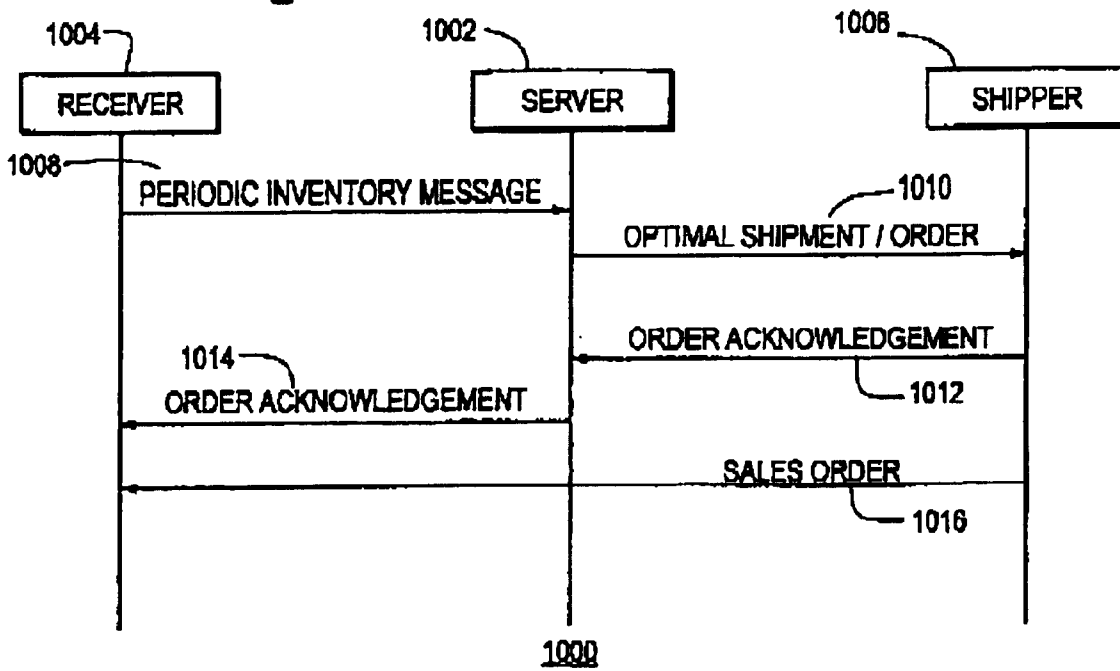 1004
1002
1006
RECEIVER
SERVER
SHIPPER
1008
PERIODIC INVENTORY MESSAGE
1010
OPTIMAL SHIPMENT / ORDER
ORDER ACKNOWLEDGEMENT
1012
1014
ORDER ACKNOWLEDGEMENT
SALES ORDER
1016
1000